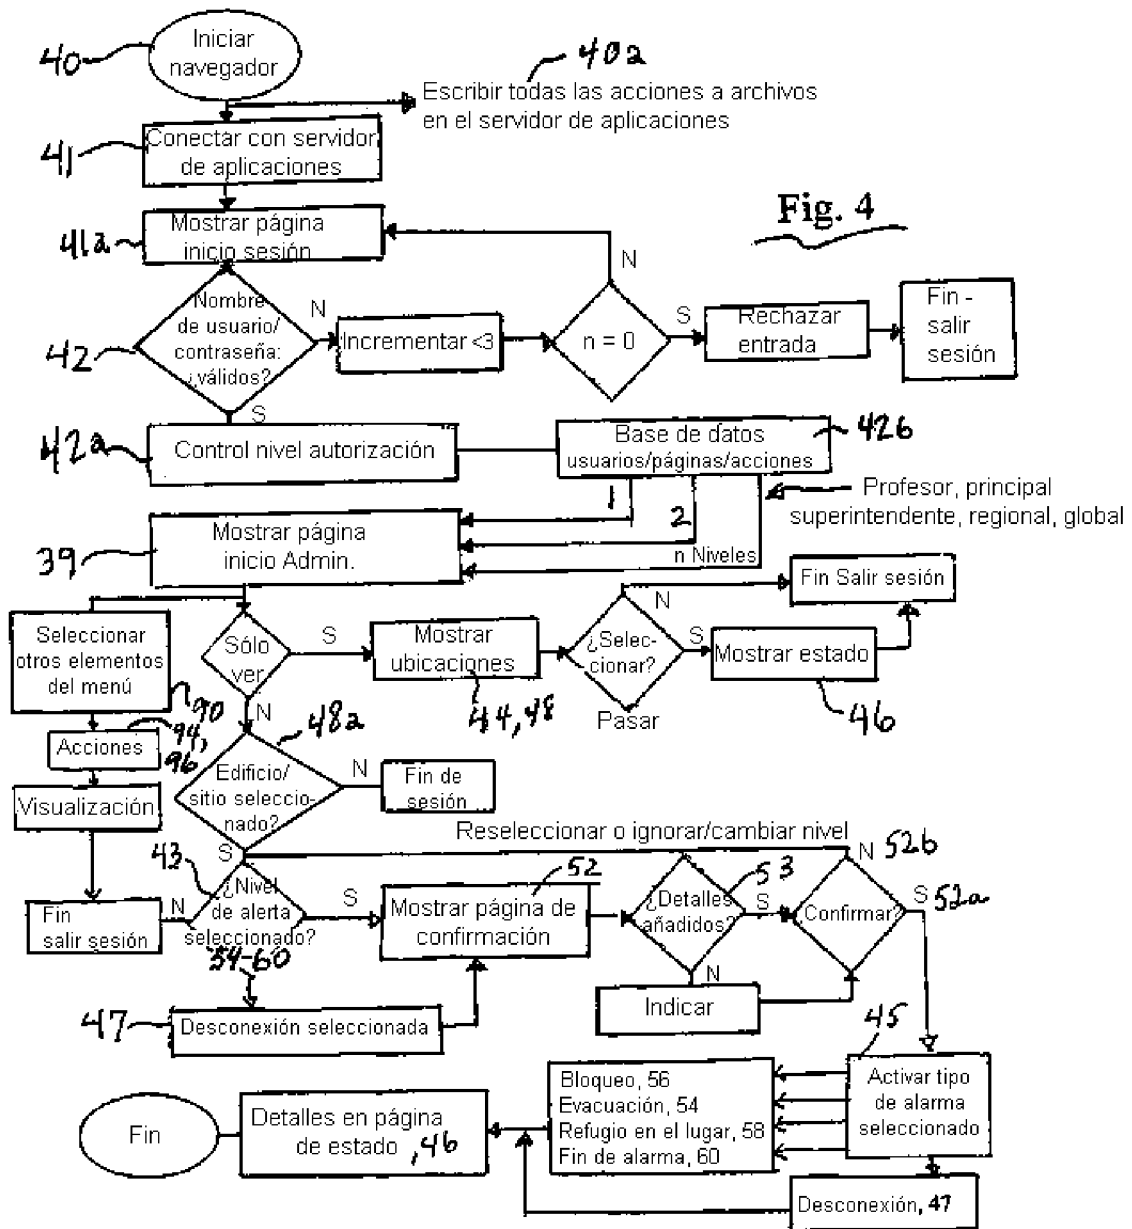 Iniciar
navegador
40
40a
Escribir todas las acciones a archivos
en el servidor de aplicaciones
Conectar con servidor
de aplicaciones
41
Fig. 4
Mostrar página
inicio sesión
41a
N
Nombre
de usuario/
contraseña:
¿válidos?
42
N
Incrementar <3
n = 0
S
Rechazar
entrada
Fin -
salir
sesión
S
42a
Control nivel autorización
Base de datos
usuarios/páginas/acciones
42b
1
2
n Niveles
Profesor, principal
superintendente, regional, global
39
Mostrar página
inicio Admin.
Fin Salir sesión
Seleccionar
otros elementos
del menú
90
Sólo
ver
S
Mostrar
ubicaciones
44, 48
¿Selec-
cionar?
N
S
Pasar
Mostrar estado
46
N
48a
Acciones
94,
96
Visualización
Edificio/
sitio seleccio-
nado?
N
Fin de
sesión
S
Reseleccionar o ignorar/cambiar nivel
43
¿Nivel
de alerta
seleccionado?
N
Fin
salir sesión
S
54-60
52
Mostrar página de
confirmación
53
¿Detalles
añadidos?
S
N
Indicar
¿Confirmar?
N
52b
S
52a
47
Desconexión seleccionada
45
Activar tipo
de alarma
seleccionado
Bloqueo, 56
Evacuación, 54
Refugio en el lugar, 58
Fin de alarma, 60
Desconexión, 47
Detalles en página
de estado, 46
Fin